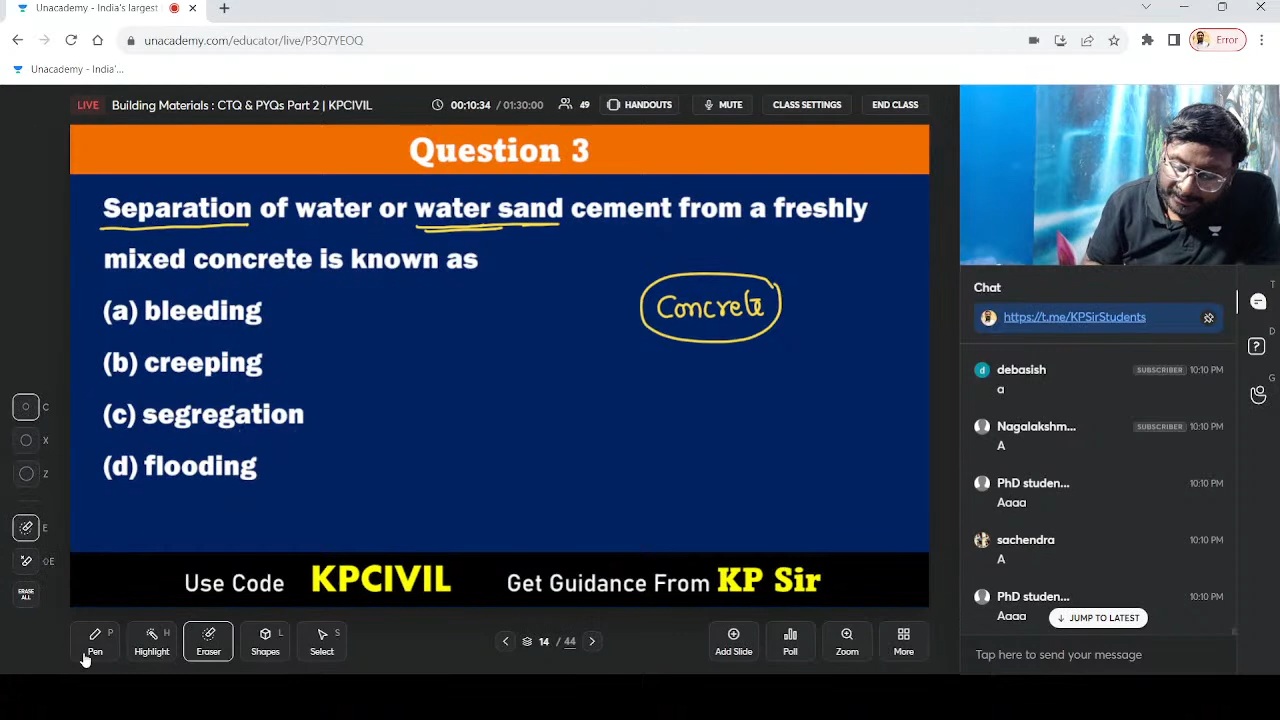 Unacademy - India's largest
unacademy.com/educator/live/P3Q7YEOQ
Error
Unacademy - India'...
LIVE Building Materials : CTQ & PYQs Part 2 | KPCIVIL 00:10:34 / 01:30:00 49 HANDOUTS MUTE CLASS SETTINGS END CLASS
Question 3
Separation of water or water sand cement from a freshly
mixed concrete is known as
(a) bleeding
(b) creeping
(c) segregation
(d) flooding
Concrete
Use Code KPCIVIL Get Guidance From KP Sir
C
X
Z
E
⇧E
ERASE
ALL
P
Pen
H
Highlight
Eraser
L
Shapes
S
Select
14 / 44
Add Slide
Poll
Zoom
More
Chat
https://t.me/KPSirStudents
debasish SUBSCRIBER 10:10 PM
a
Nagalakshm... SUBSCRIBER 10:10 PM
A
PhD studen... 10:10 PM
Aaaa
sachendra 10:10 PM
A
PhD studen... 10:10 PM
Aaaa
JUMP TO LATEST
Tap here to send your message
T
D
G